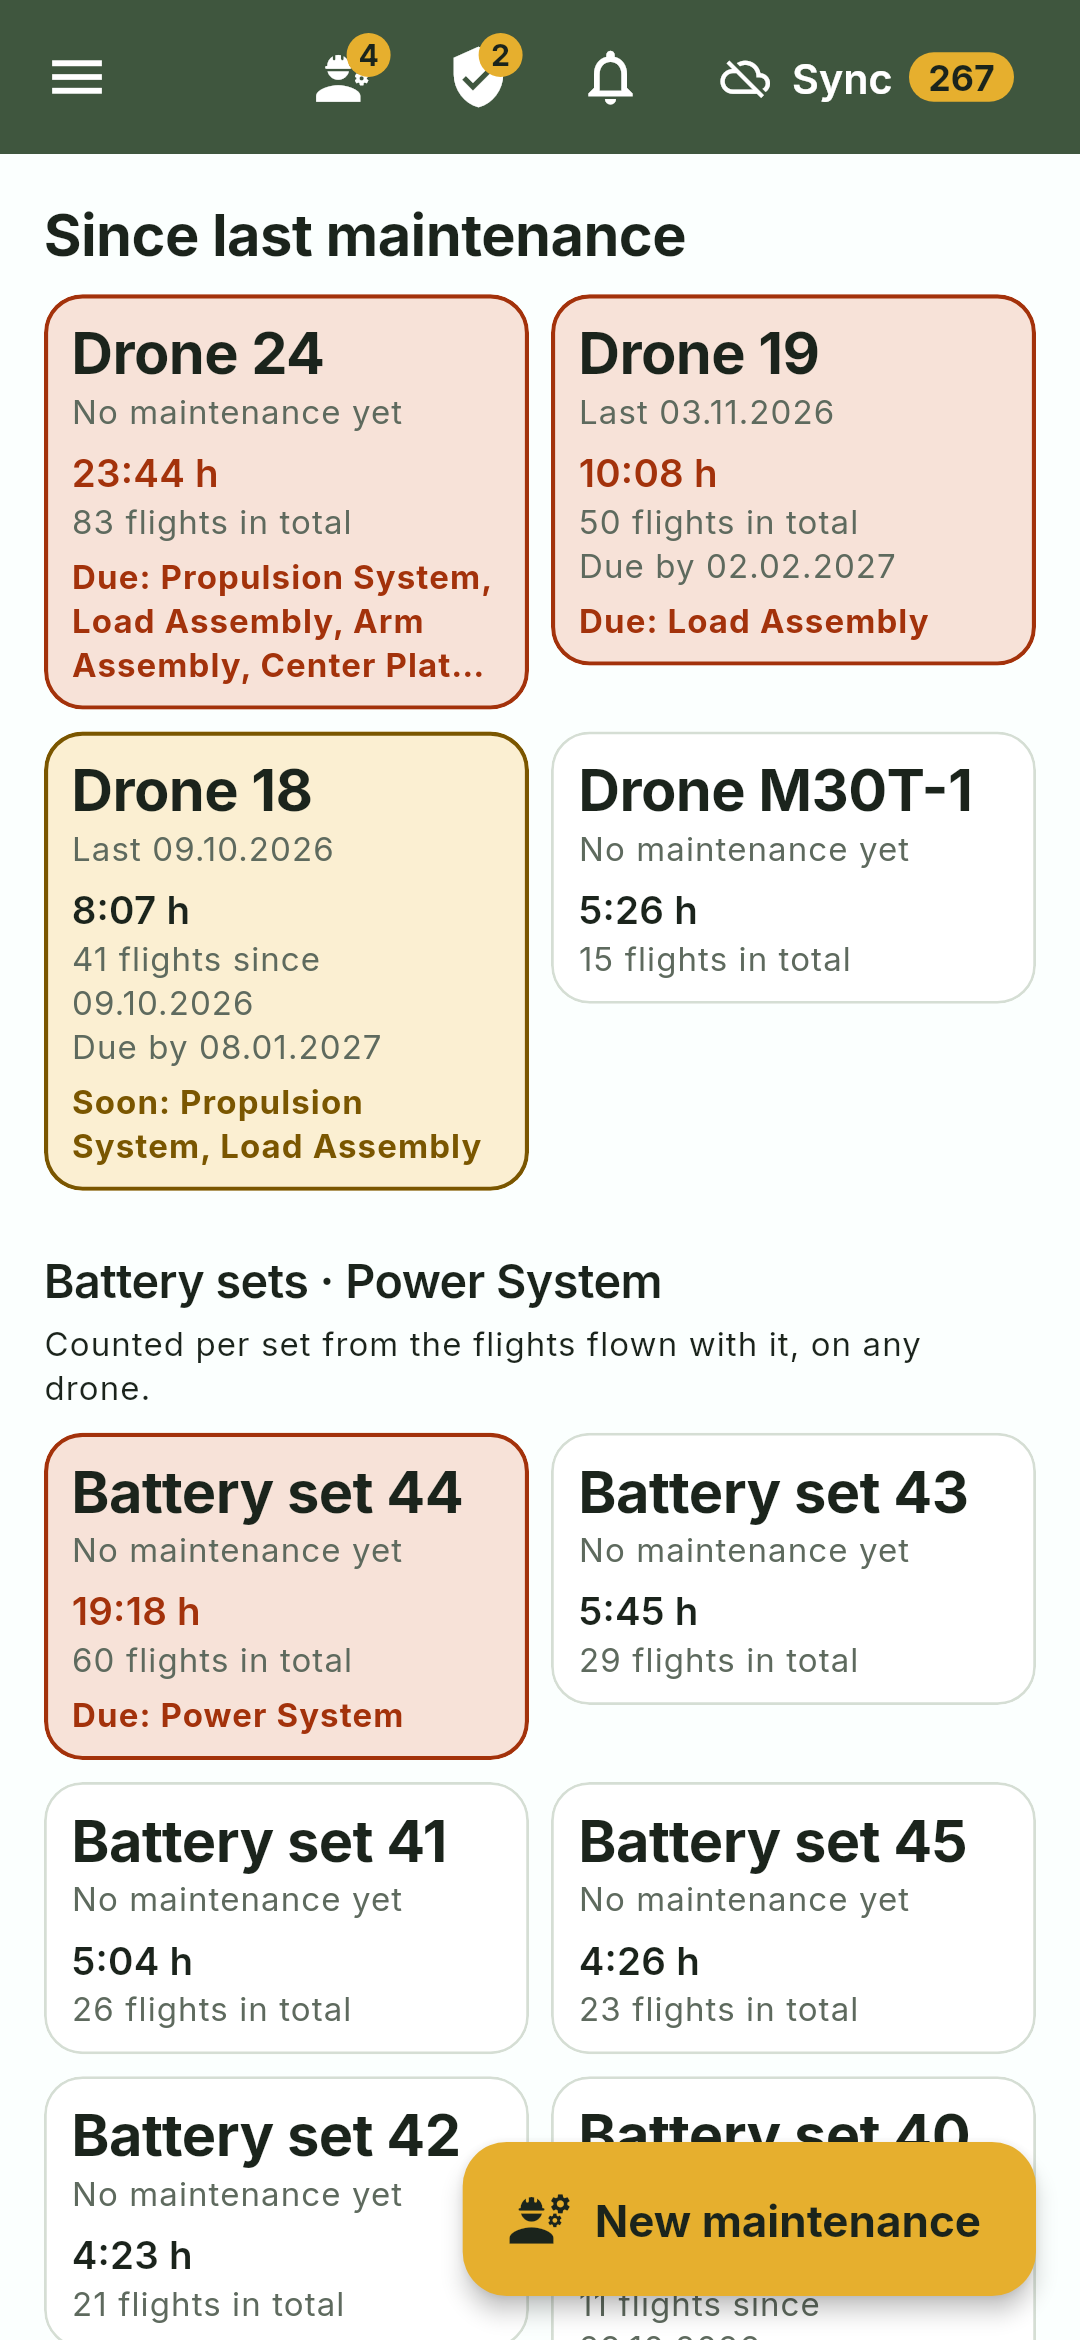 4
2
Sync 267
Since last maintenance
Drone 24
No maintenance yet
23:44 h
83 flights in total
Due: Propulsion System,
Load Assembly, Arm
Assembly, Center Plat...
Drone 19
Last 03.11.2026
10:08 h
50 flights in total
Due by 02.02.2027
Due: Load Assembly
Drone 18
Last 09.10.2026
8:07 h
41 flights since
09.10.2026
Due by 08.01.2027
Soon: Propulsion
System, Load Assembly
Drone M30T-1
No maintenance yet
5:26 h
15 flights in total
Battery sets · Power System
Counted per set from the flights flown with it, on any
drone.
Battery set 44
No maintenance yet
19:18 h
60 flights in total
Due: Power System
Battery set 43
No maintenance yet
5:45 h
29 flights in total
Battery set 41
No maintenance yet
5:04 h
26 flights in total
Battery set 45
No maintenance yet
4:26 h
23 flights in total
Battery set 42
No maintenance yet
4:23 h
21 flights in total
Battery set 40
New maintenance
11 flights since